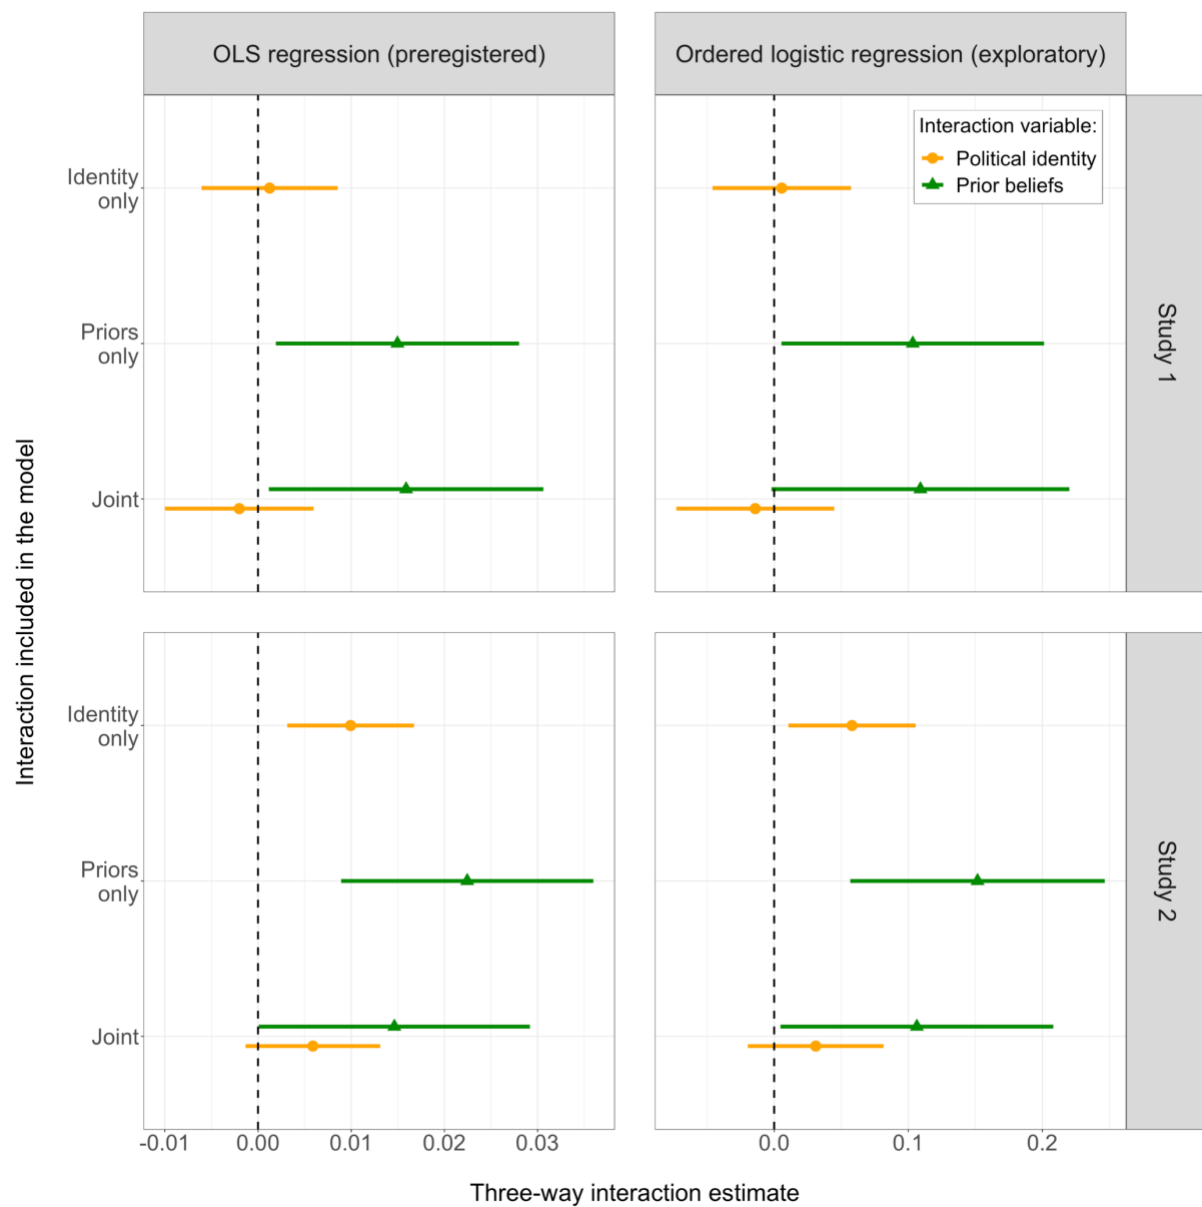 OLS regression (preregistered)
Ordered logistic regression (exploratory)
Interaction variable:
Political identity
Prior beliefs
Identity
only
Priors
only
Joint
Study 1
Identity
only
Priors
only
Joint
Study 2
Interaction included in the model
-0.01 0.00 0.01 0.02 0.03
0.0 0.1 0.2
Three-way interaction estimate